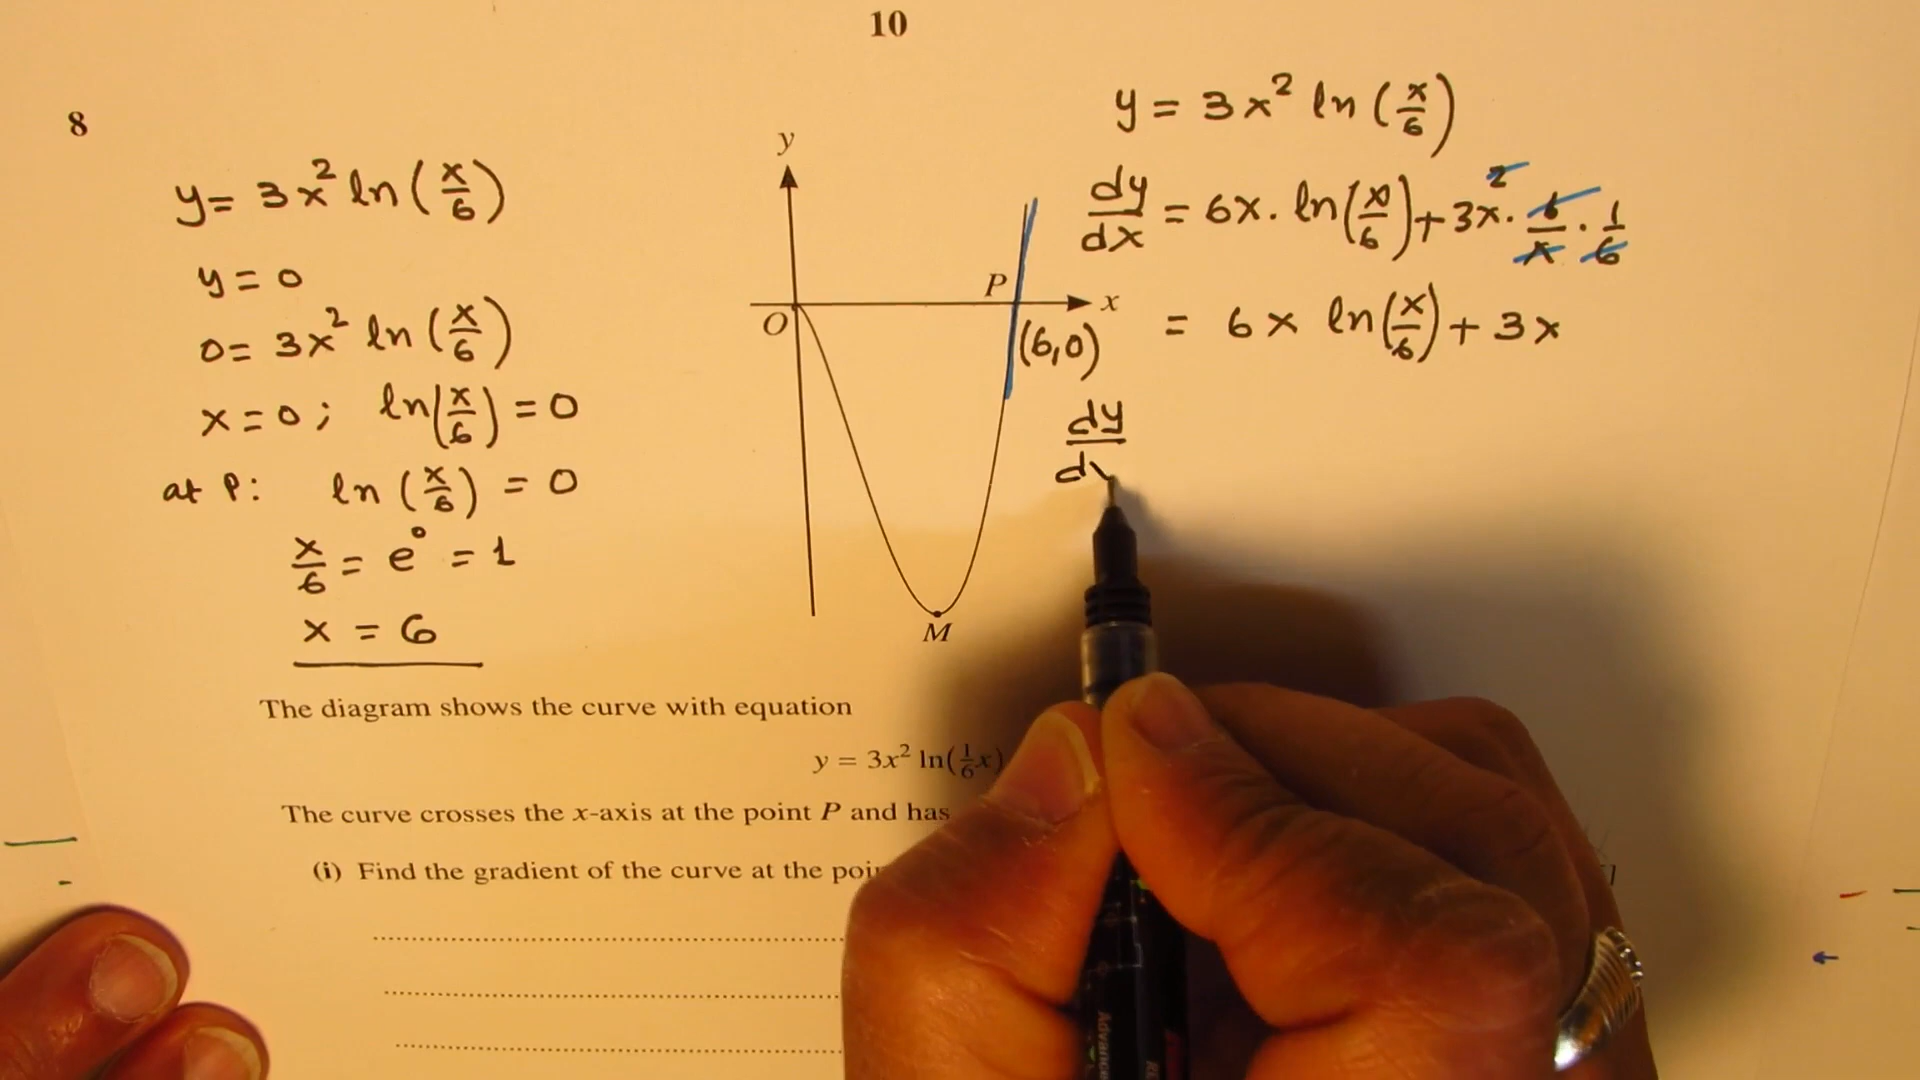 10
8
y = 3x² ln(x/6)
y = 0
0 = 3x² ln(x/6)
x = 0 ; ln(x/6) = 0
at P: ln(x/6) = 0
x/6 = e⁰ = 1
x = 6
y
P
x
O
(6,0)
M
y = 3x² ln(x/6)
dy/dx = 6x. ln(x/6) + 3x². 6/x . 1/6
= 6x ln(x/6) + 3x
dy/dx
The diagram shows the curve with equation
y = 3x² ln(1/6 x)
The curve crosses the x-axis at the point P and has
(i) Find the gradient of the curve at the